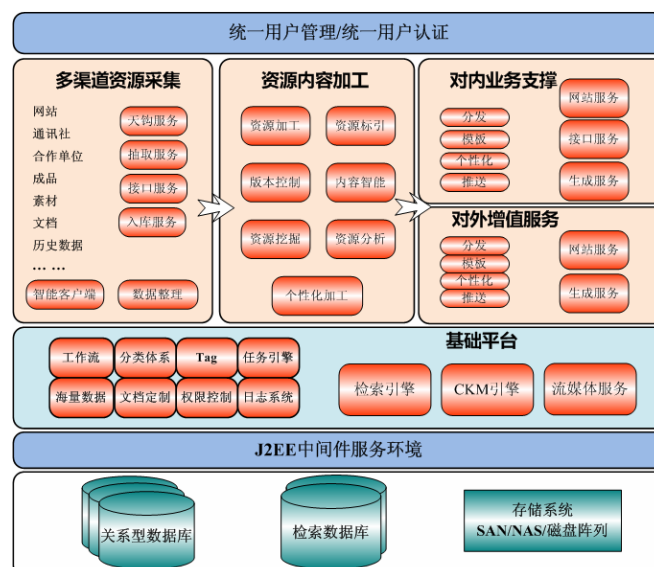 统一用户管理/统一用户认证
多渠道资源采集
网站
通讯社
合作单位
成品
素材
文档
历史数据
... ...
天钩服务
抽取服务
接口服务
入库服务
智能客户端
数据整理
资源内容加工
资源加工
资源标引
版本控制
内容智能
资源挖掘
资源分析
个性化加工
对内业务支撑
分发
模板
个性化
推送
网站服务
接口服务
生成服务
对外增值服务
分发
模板
个性化
推送
网站服务
生成服务
基础平台
工作流
分类体系
Tag
任务引擎
海量数据
文档定制
权限控制
日志系统
检索引擎
CKM引擎
流媒体服务
J2EE中间件服务环境
关系型数据库
检索数据库
存储系统
SAN/NAS/磁盘阵列